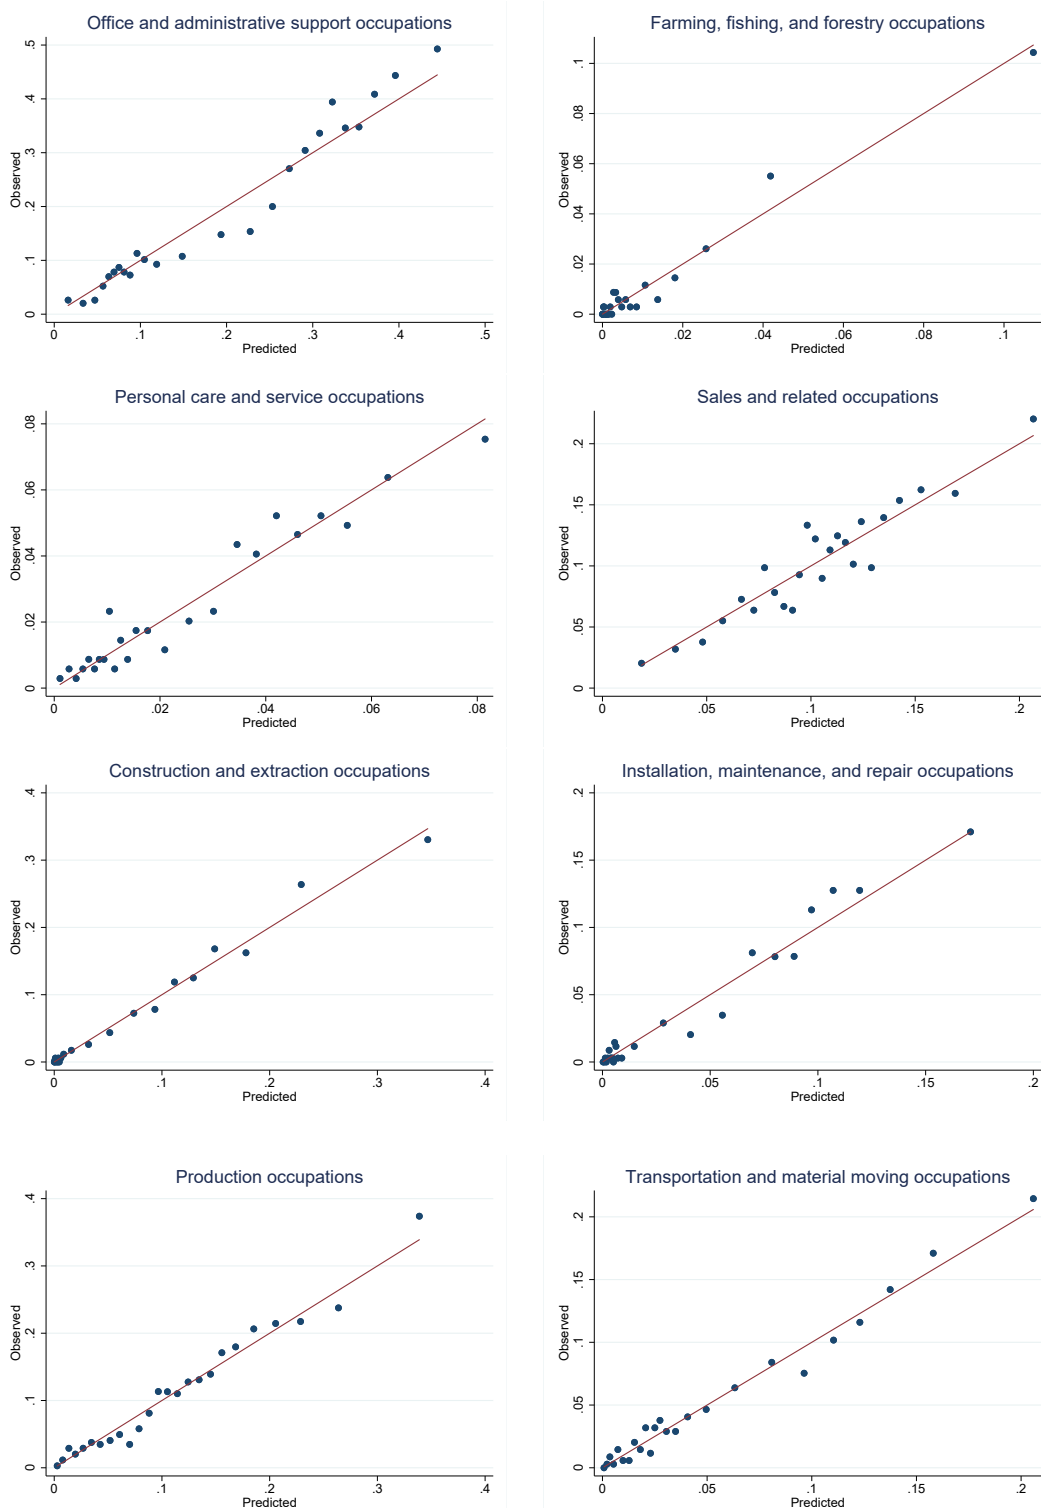 Office and administrative support occupations
Observed
.5
.4
.3
.2
.1
0
0 .1 .2 .3 .4 .5
Predicted
Farming, fishing, and forestry occupations
Observed
.1
.08
.06
.04
.02
0
0 .02 .04 .06 .08 .1
Predicted
Personal care and service occupations
Observed
.08
.06
.04
.02
0
0 .02 .04 .06 .08
Predicted
Sales and related occupations
Observed
.2
.15
.1
.05
0
0 .05 .1 .15 .2
Predicted
Construction and extraction occupations
Observed
.4
.3
.2
.1
0
0 .1 .2 .3 .4
Predicted
Installation, maintenance, and repair occupations
Observed
.2
.15
.1
.05
0
0 .05 .1 .15 .2
Predicted
Production occupations
Observed
.4
.3
.2
.1
0
0 .1 .2 .3 .4
Predicted
Transportation and material moving occupations
Observed
.2
.15
.1
.05
0
0 .05 .1 .15 .2
Predicted